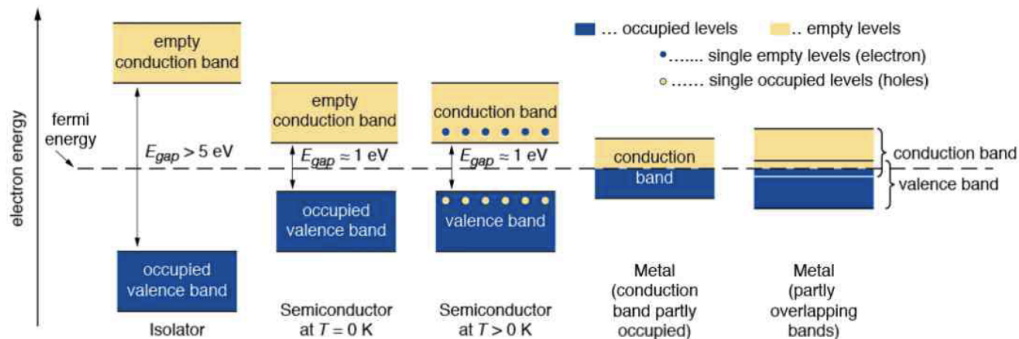 electron energy
fermi
energy
empty
conduction band
E_gap > 5 eV
occupied
valence band
Isolator
empty
conduction band
E_gap ≈ 1 eV
occupied
valence band
Semiconductor
at T = 0 K
conduction band
E_gap ≈ 1 eV
valence band
Semiconductor
at T > 0 K
... occupied levels
.. empty levels
....... single empty levels (electron)
...... single occupied levels (holes)
conduction
band
Metal
(conduction
band partly
occupied)
conduction band
valence band
Metal
(partly
overlapping
bands)